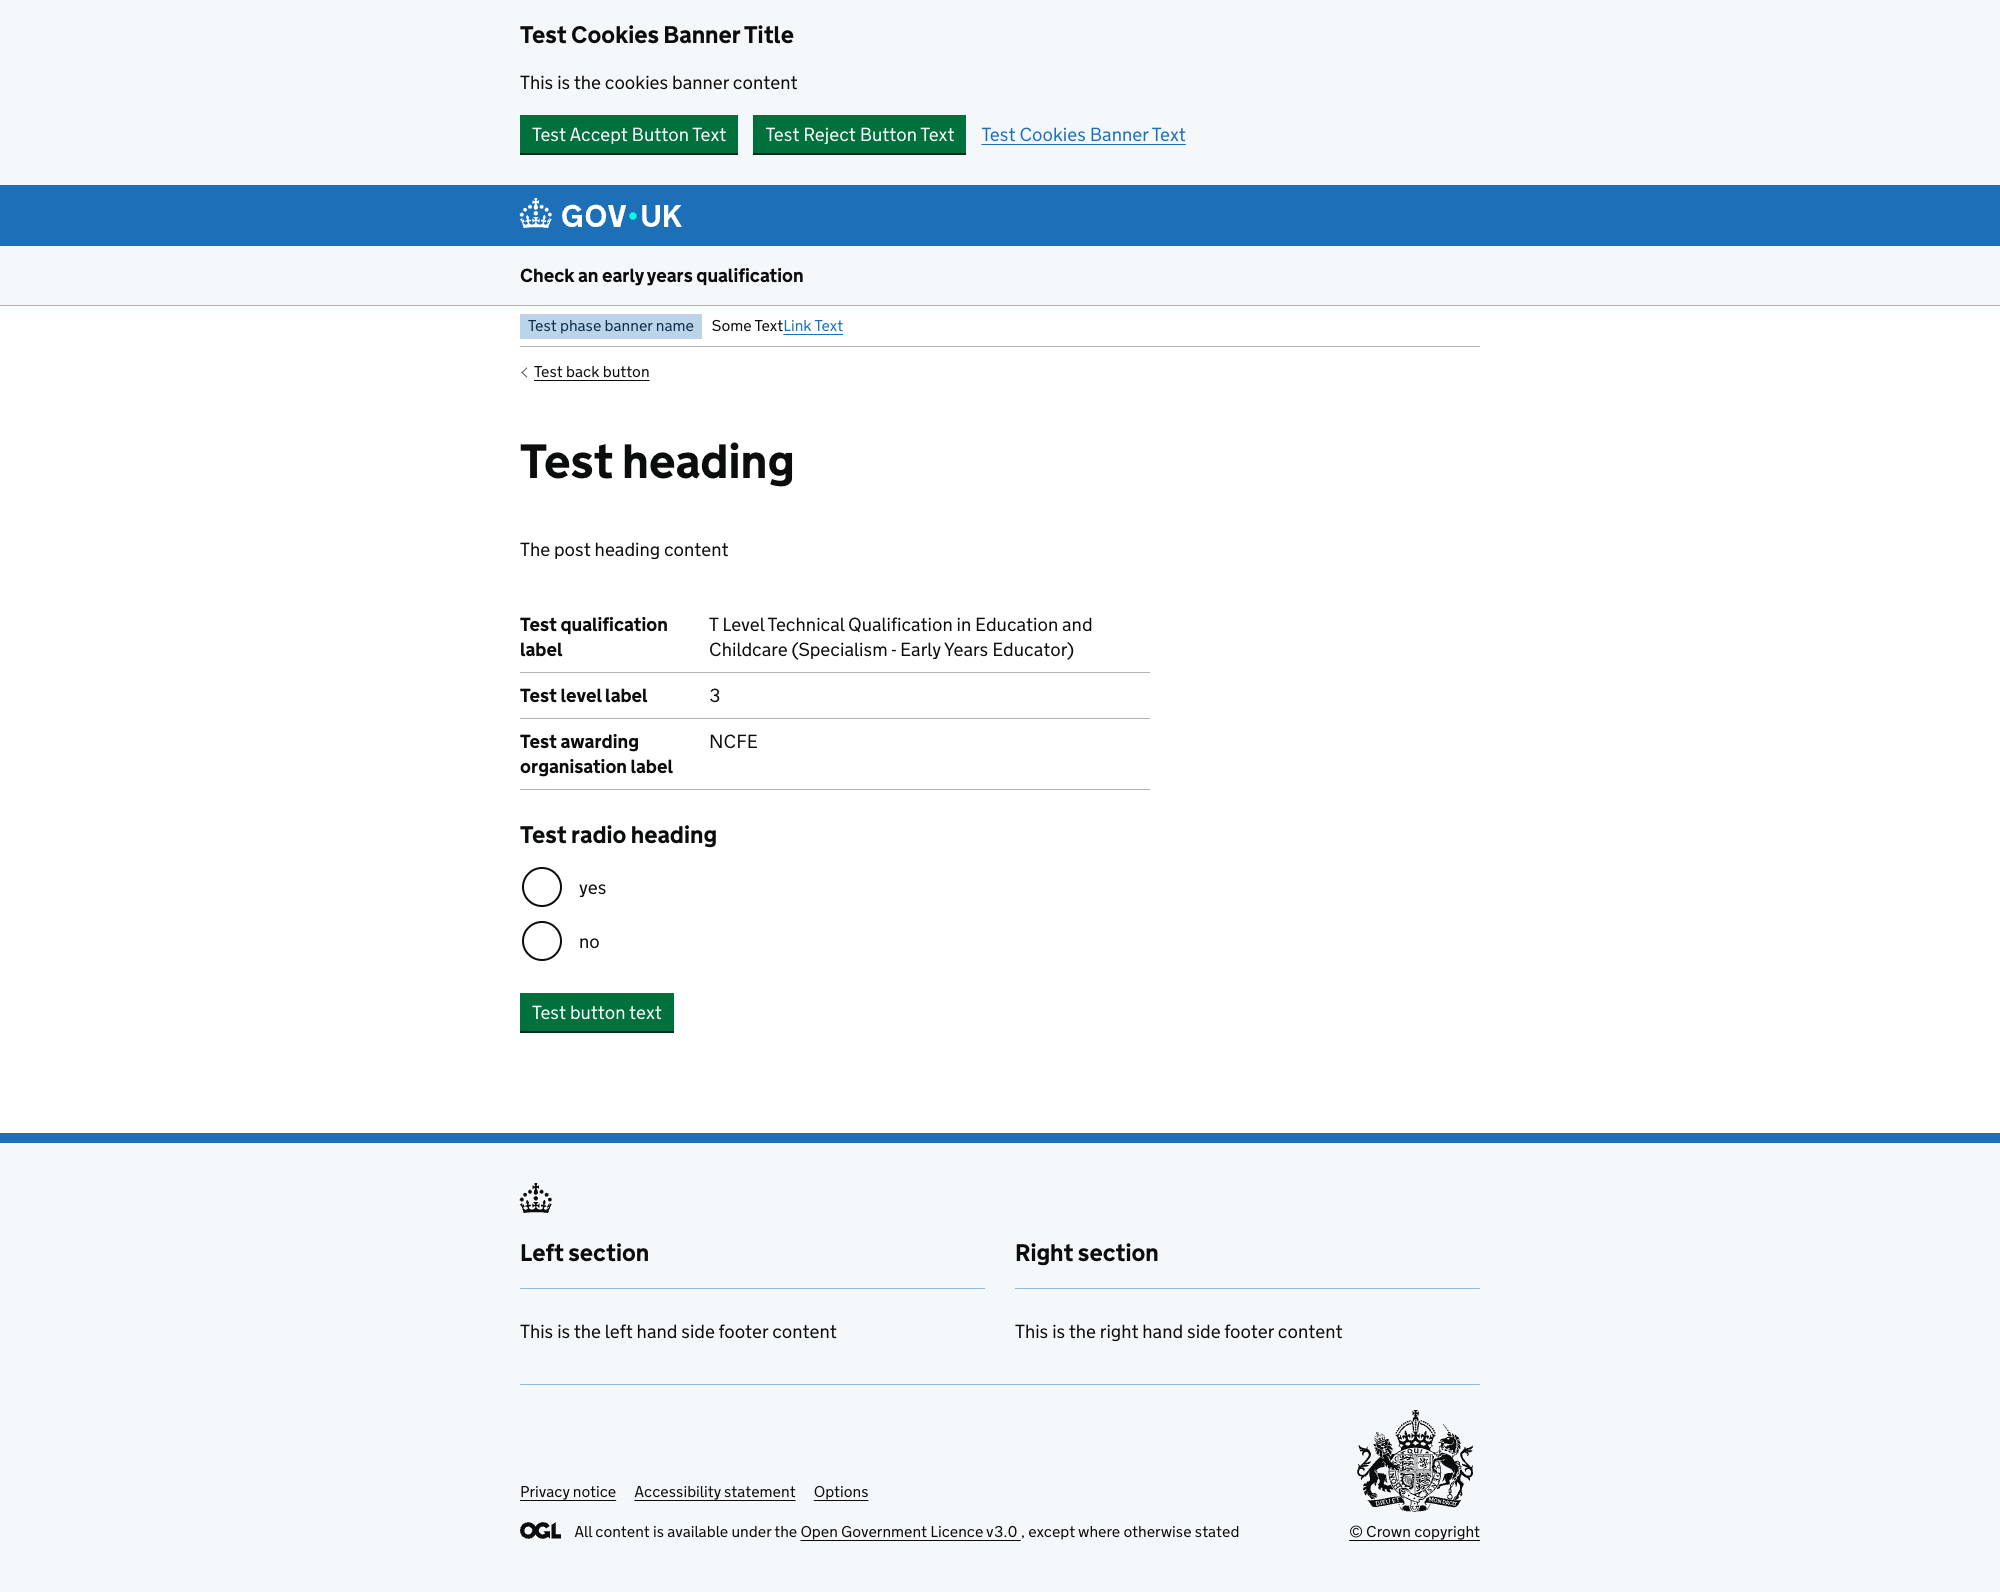 Test Cookies Banner Title
This is the cookies banner content
Test Accept Button Text Test Reject Button Text Test Cookies Banner Text
GOV·UK
Check an early years qualification
Test phase banner name Some TextLink Text
Test back button
Test heading
The post heading content
Test qualification label T Level Technical Qualification in Education and Childcare (Specialism - Early Years Educator)
Test level label 3
Test awarding organisation label NCFE
Test radio heading
yes
no
Test button text
Left section
This is the left hand side footer content
Right section
This is the right hand side footer content
Privacy notice Accessibility statement Options
OGL All content is available under the Open Government Licence v3.0 , except where otherwise stated
© Crown copyright